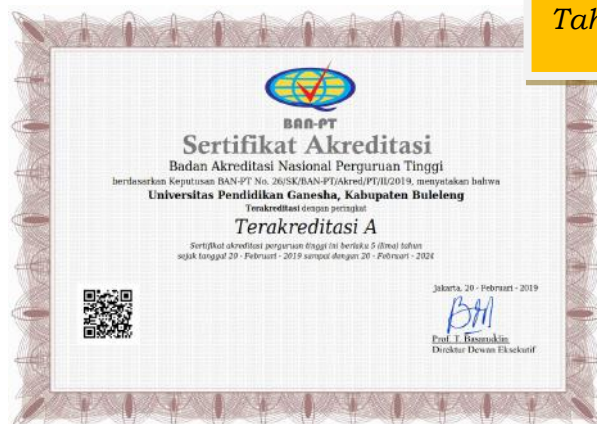 Tah
BAN-PT
Sertifikat Akreditasi
Badan Akreditasi Nasional Perguruan Tinggi
berdasarkan Keputusan BAN-PT No. 26/SK/BAN-PT/Akred/PT/II/2019, menyatakan bahwa
Universitas Pendidikan Ganesha, Kabupaten Buleleng
Terakreditasi dengan peringkat
Terakreditasi A
Sertifikat akreditasi perguruan tinggi ini berlaku 5 (lima) tahun
sejak tanggal 20 - Februari - 2019 sampai dengan 20 - Februari - 2024
Jakarta, 20 - Februari - 2019
Prof. T. Basaruddin
Direktur Dewan Eksekutif